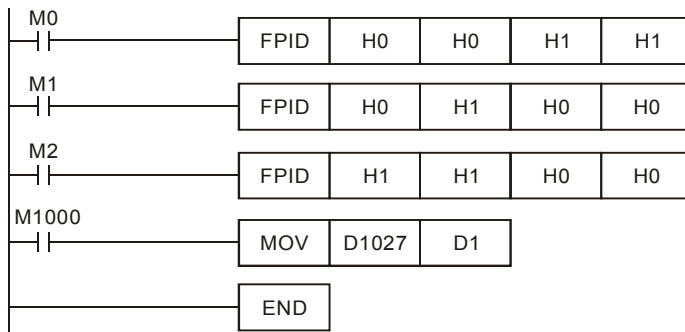 M0
FPID H0 H0 H1 H1
M1
FPID H0 H1 H0 H0
M2
FPID H1 H1 H0 H0
M1000
MOV D1027 D1
END